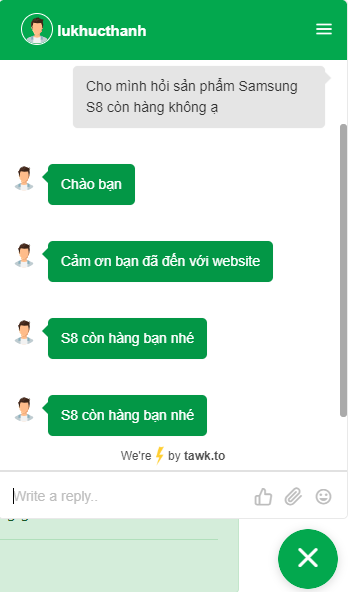 lukhucthanh
Cho mình hỏi sản phẩm Samsung
S8 còn hàng không ạ
Chào bạn
Cảm ơn bạn đã đến với website
S8 còn hàng bạn nhé
S8 còn hàng bạn nhé
We're by tawk.to
Write a reply..